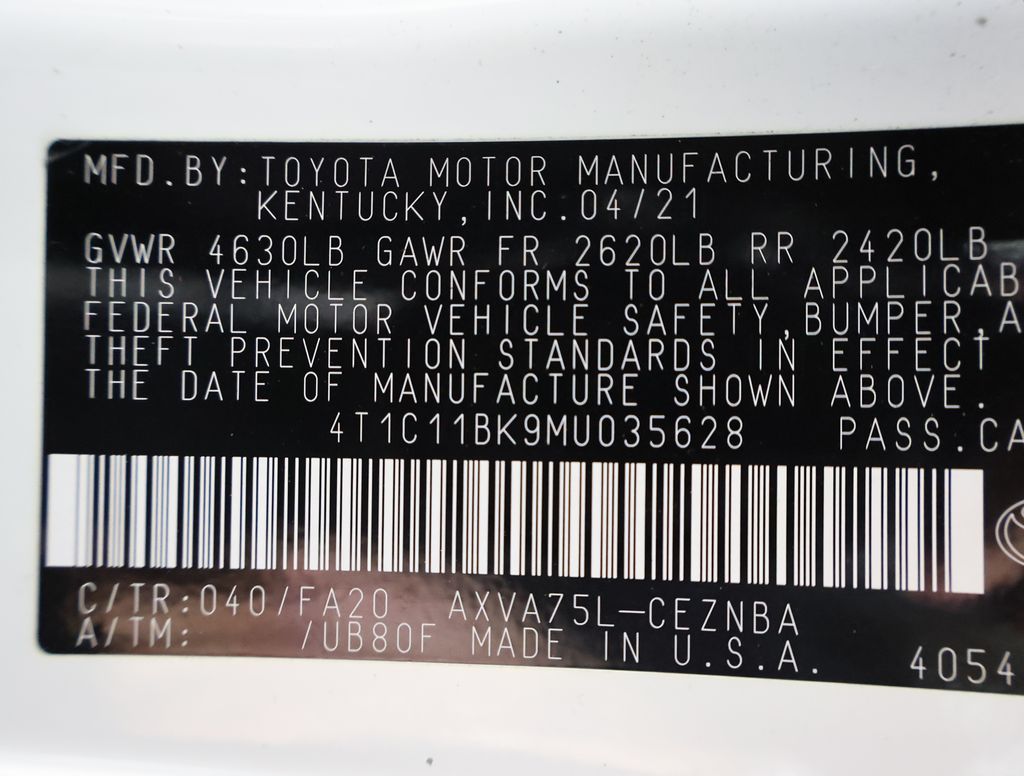 MFD.BY:TOYOTA MOTOR MANUFACTURING,
KENTUCKY,INC.04/21
GVWR 4630LB GAWR FR 2620LB RR 2420LB
THIS VEHICLE CONFORMS TO ALL APPLICAB
FEDERAL MOTOR VEHICLE SAFETY,BUMPER,A
THEFT PREVENTION STANDARDS IN EFFECT
THE DATE OF MANUFACTURE SHOWN ABOVE.
4T1C11BK9MU035628 PASS.CA
C/TR:040/FA20 AXVA75L-CEZNBA
A/TM: /UB80F MADE IN U.S.A. 4054